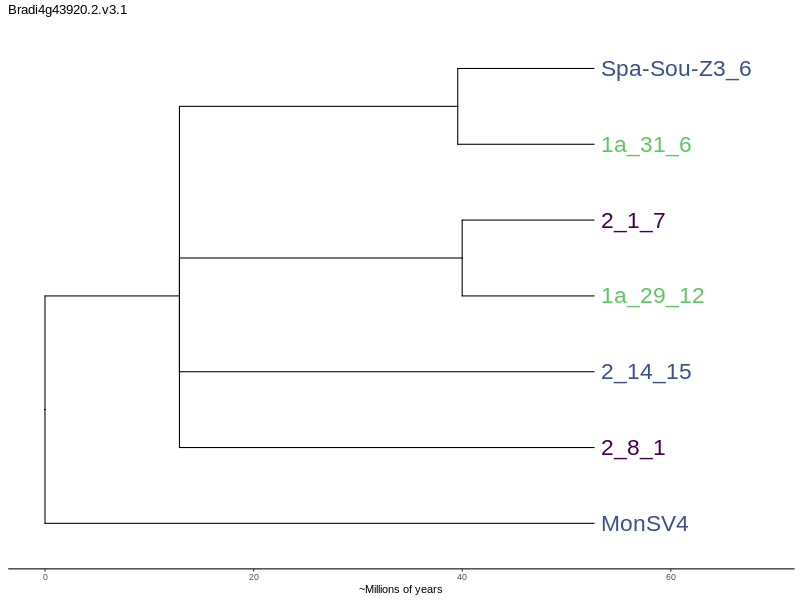 Bradi4g43920.2.v3.1
Spa-Sou-Z3_6
1a_31_6
2_1_7
1a_29_12
2_14_15
2_8_1
MonSV4
0 20 40 60
~Millions of years